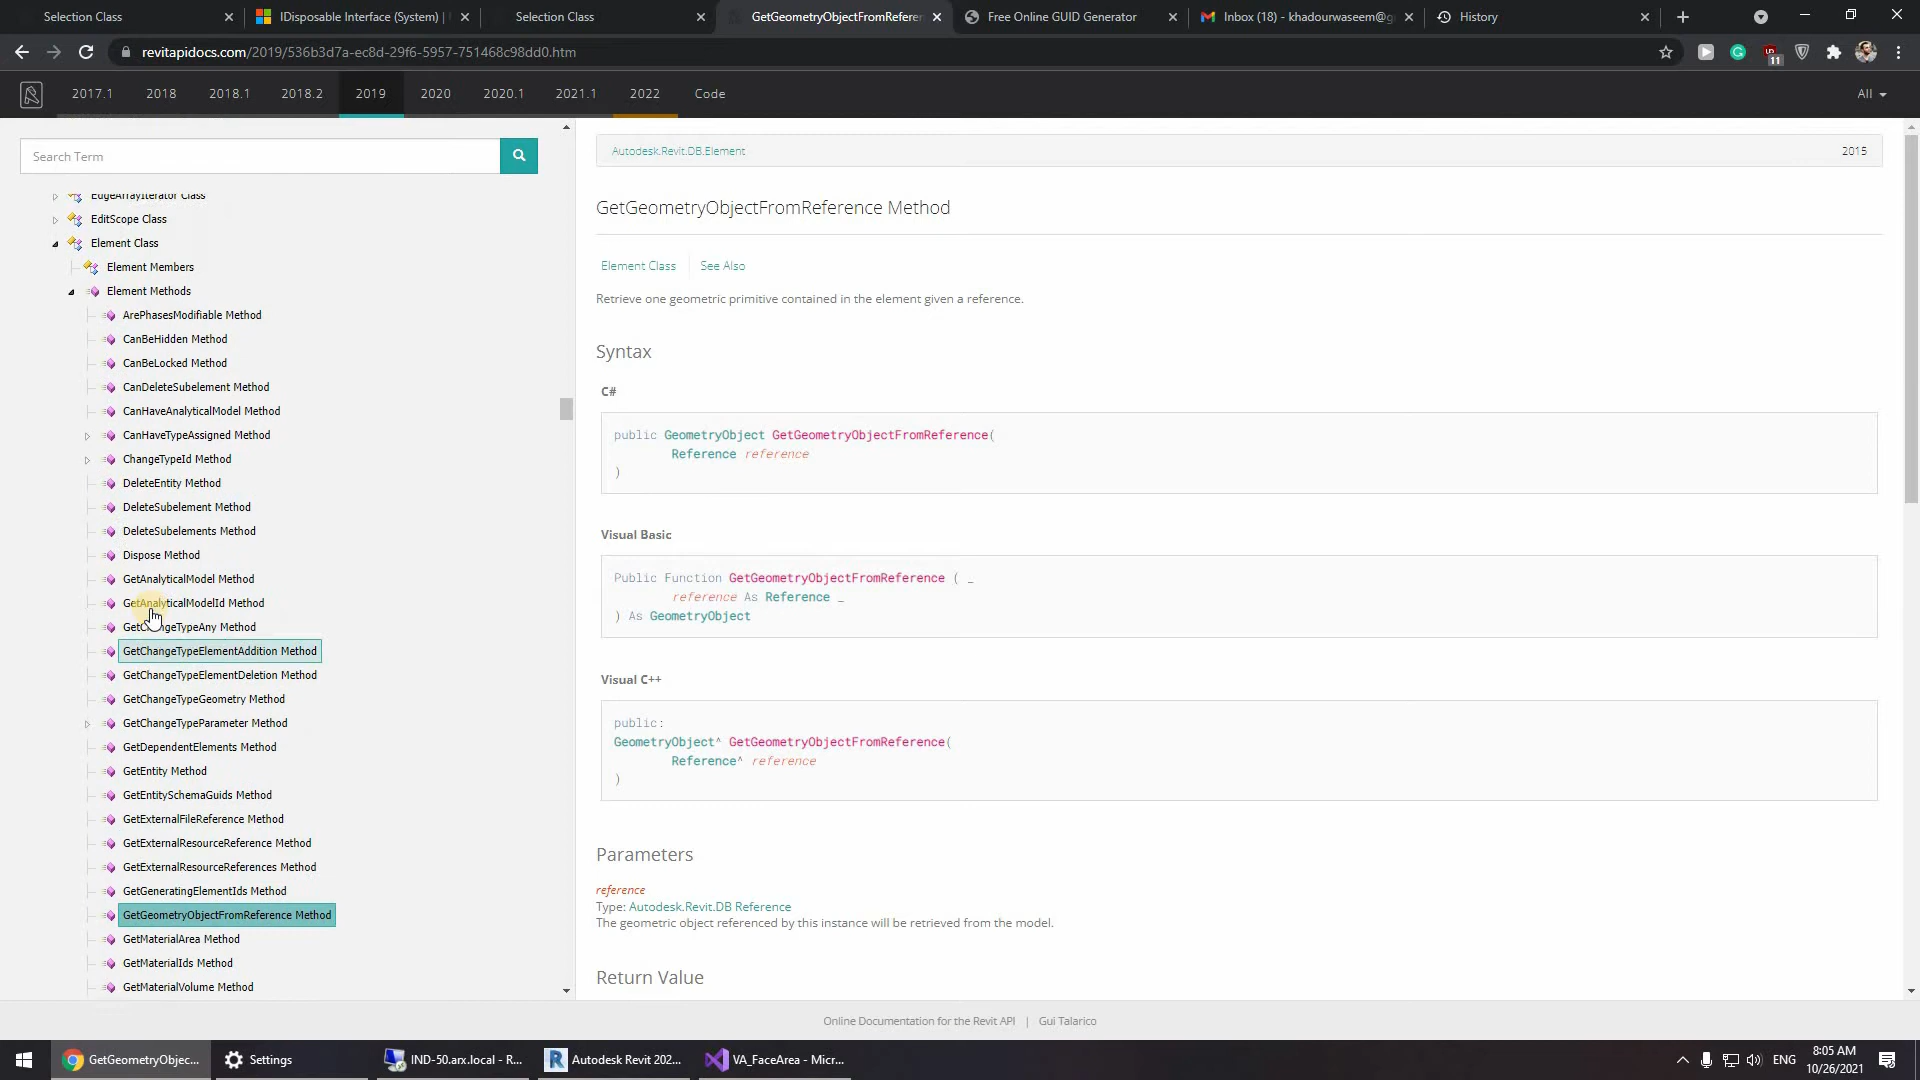 Selection Class
IDisposable Interface (System) |
Selection Class
GetGeometryObjectFromReferen
Free Online GUID Generator
Inbox (18) - khadourwaseem@g
History
revitapidocs.com/2019/536b3d7a-ec8d-29f6-5957-751468c98dd0.htm
11
2017.1
2018
2018.1
2018.2
2019
2020
2020.1
2021.1
2022
Code
All
Search Term
EdgeArrayIterator Class
EditScope Class
Element Class
Element Members
Element Methods
ArePhasesModifiable Method
CanBeHidden Method
CanBeLocked Method
CanDeleteSubelement Method
CanHaveAnalyticalModel Method
CanHaveTypeAssigned Method
ChangeTypeId Method
DeleteEntity Method
DeleteSubelement Method
DeleteSubelements Method
Dispose Method
GetAnalyticalModel Method
GetAnalyticalModelId Method
GetChangeTypeAny Method
GetChangeTypeElementAddition Method
GetChangeTypeElementDeletion Method
GetChangeTypeGeometry Method
GetChangeTypeParameter Method
GetDependentElements Method
GetEntity Method
GetEntitySchemaGuids Method
GetExternalFileReference Method
GetExternalResourceReference Method
GetExternalResourceReferences Method
GetGeneratingElementIds Method
GetGeometryObjectFromReference Method
GetMaterialArea Method
GetMaterialIds Method
GetMaterialVolume Method
Autodesk.Revit.DB.Element
2015
GetGeometryObjectFromReference Method
Element Class
See Also
Retrieve one geometric primitive contained in the element given a reference.
Syntax
C#
public GeometryObject GetGeometryObjectFromReference(
Reference reference
)
Visual Basic
Public Function GetGeometryObjectFromReference ( _
reference As Reference _
) As GeometryObject
Visual C++
public:
GeometryObject^ GetGeometryObjectFromReference(
Reference^ reference
)
Parameters
reference
Type: Autodesk.Revit.DB Reference
The geometric object referenced by this instance will be retrieved from the model.
Return Value
Online Documentation for the Revit API | Gui Talarico
GetGeometryObjec...
Settings
IND-50.arx.local - R...
Autodesk Revit 202...
VA_FaceArea - Micr...
ENG
8:05 AM
10/26/2021